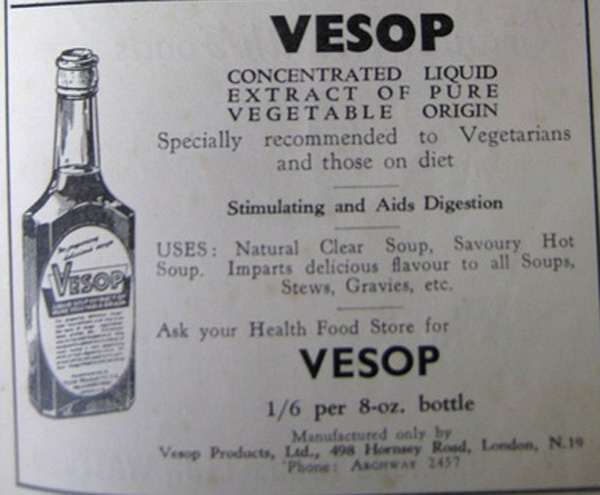 VESOP
CONCENTRATED LIQUID
EXTRACT OF PURE
VEGETABLE ORIGIN
Specially recommended to Vegetarians
and those on diet
Stimulating and Aids Digestion
USES: Natural Clear Soup, Savoury Hot
Soup. Imparts delicious flavour to all Soups,
Stews, Gravies, etc.
Ask your Health Food Store for
VESOP
1/6 per 8-oz. bottle
Manufactured only by
Vesop Products, Ltd., 498 Hornsey Road, London, N.19
'Phone: ARCHWAY 2457
VESOP